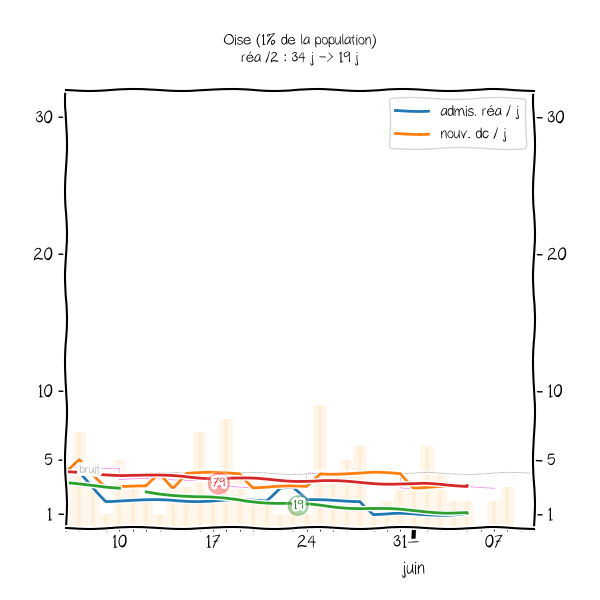 Oise (1% de la population)
réa /2 : 34 j -> 19 j
admis. réa / j
nouv. dc / j
30
30
20
20
10
10
5
5
bruit
79
19
1
1
10
17
24
31
07
juin